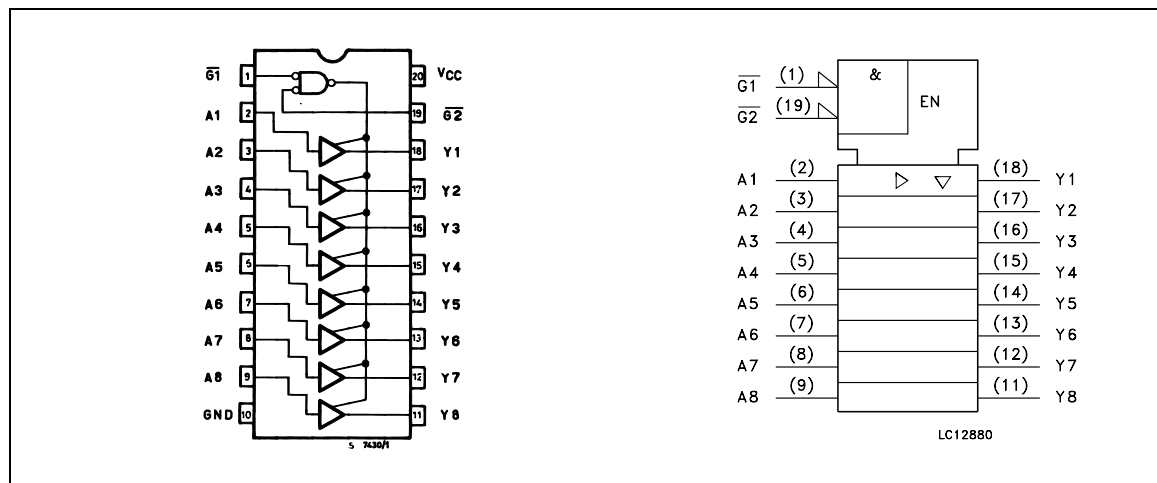 G1 1 20 VCC
A1 2 19 G2
A2 3 18 Y1
A3 4 17 Y2
A4 5 16 Y3
A5 6 15 Y4
A6 7 14 Y5
A7 8 13 Y6
A8 9 12 Y7
GND 10 11 Y8
S 7430/1
G1 (1) &
G2 (19) EN
A1 (2) (18) Y1
A2 (3) (17) Y2
A3 (4) (16) Y3
A4 (5) (15) Y4
A5 (6) (14) Y5
A6 (7) (13) Y6
A7 (8) (12) Y7
A8 (9) (11) Y8
LC12880